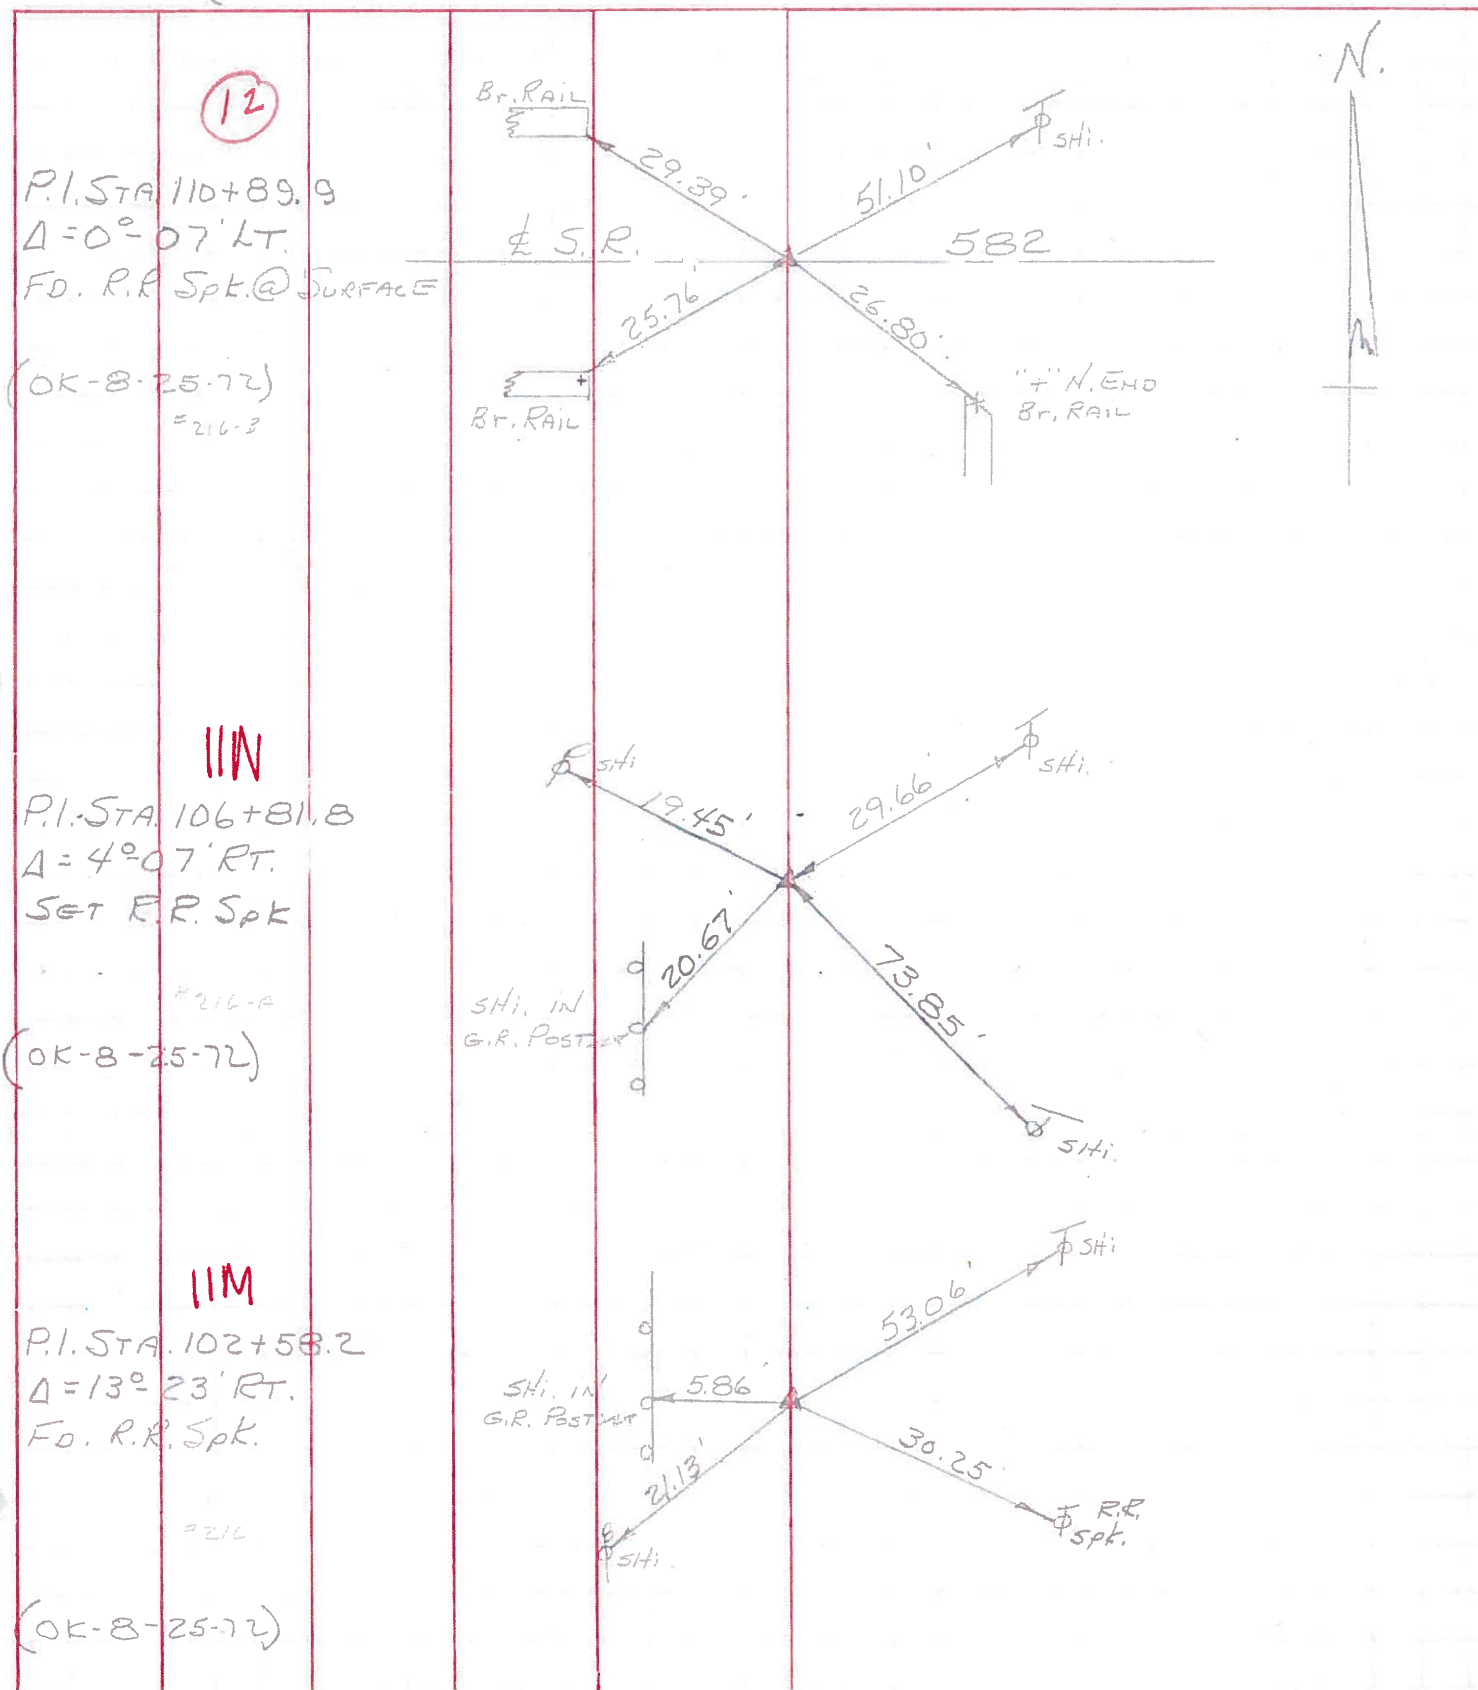 12
P.I. STA. 110+89.9
Δ=0°-07' LT.
FD. R.R. Spk. @ SURFACE
(OK-8-25-72)
#216-B
Br. RAIL
29.39'
51.10'
SHi.
℄ S.R. 582
25.76'
26.80'
Br. RAIL
"+" N. END
Br. RAIL
N.
11N
P.I. STA. 106+81.8
Δ=4°-07' RT.
SET R.R. Spk
#216-A
(OK-8-25-72)
SHi
19.45'
29.66'
SHi.
20.67'
73.85'
SHi. IN
G.R. POST
SHi.
11M
P.I. STA. 102+58.2
Δ=13°-23' RT.
FD. R.R. Spk.
#216
(OK-8-25-72)
SHi
53.06'
SHi. IN
G.R. POST
5.86'
21.13'
30.25'
SHi.
R.R.
Spk.